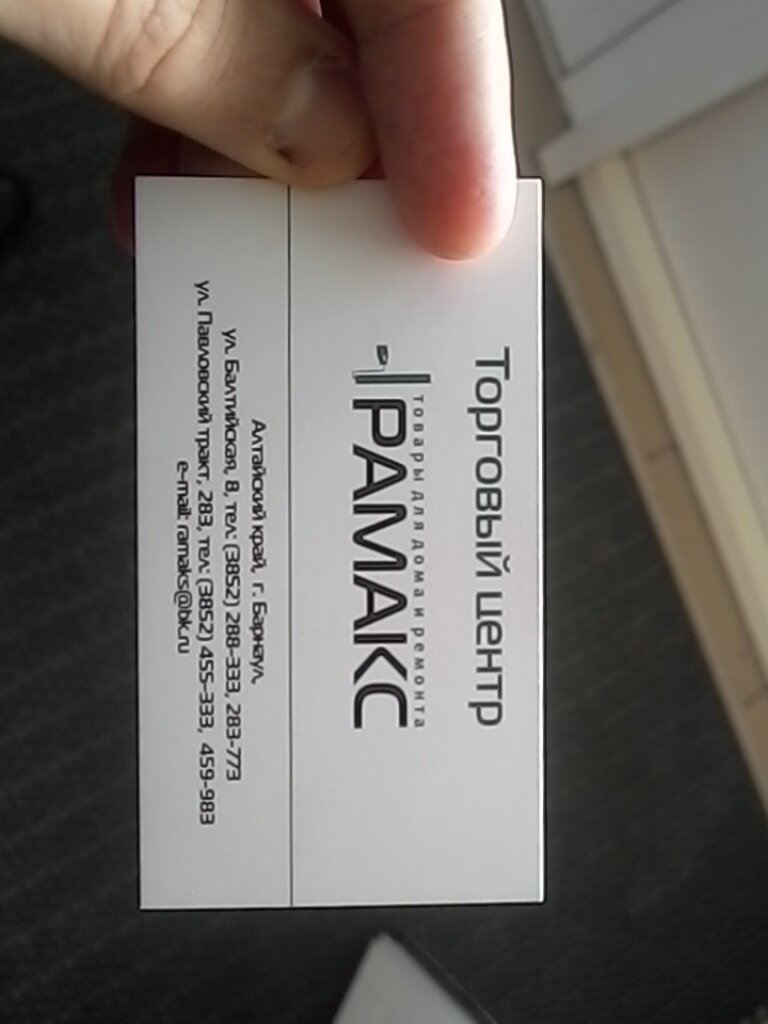 Торговый центр
товары для дома и ремонта
РАМАКС
Алтайский край, г. Барнаул,
ул. Балтийская, 8, тел: (3852) 288-333, 283-773
ул. Павловский тракт, 283, тел: (3852) 455-333, 459-983
e-mail: ramaks@bk.ru